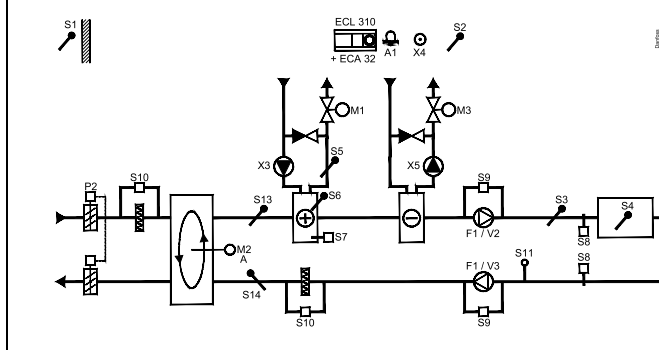 S1
ECL 310
+ ECA 32
A1
X4
S2
Danfoss
M1
M3
X3
S5
X5
P2
S10
S13
S6
S7
S9
F1 / V2
S3
S4
S8
M2
A
S14
S10
F1 / V3
S9
S11
S8